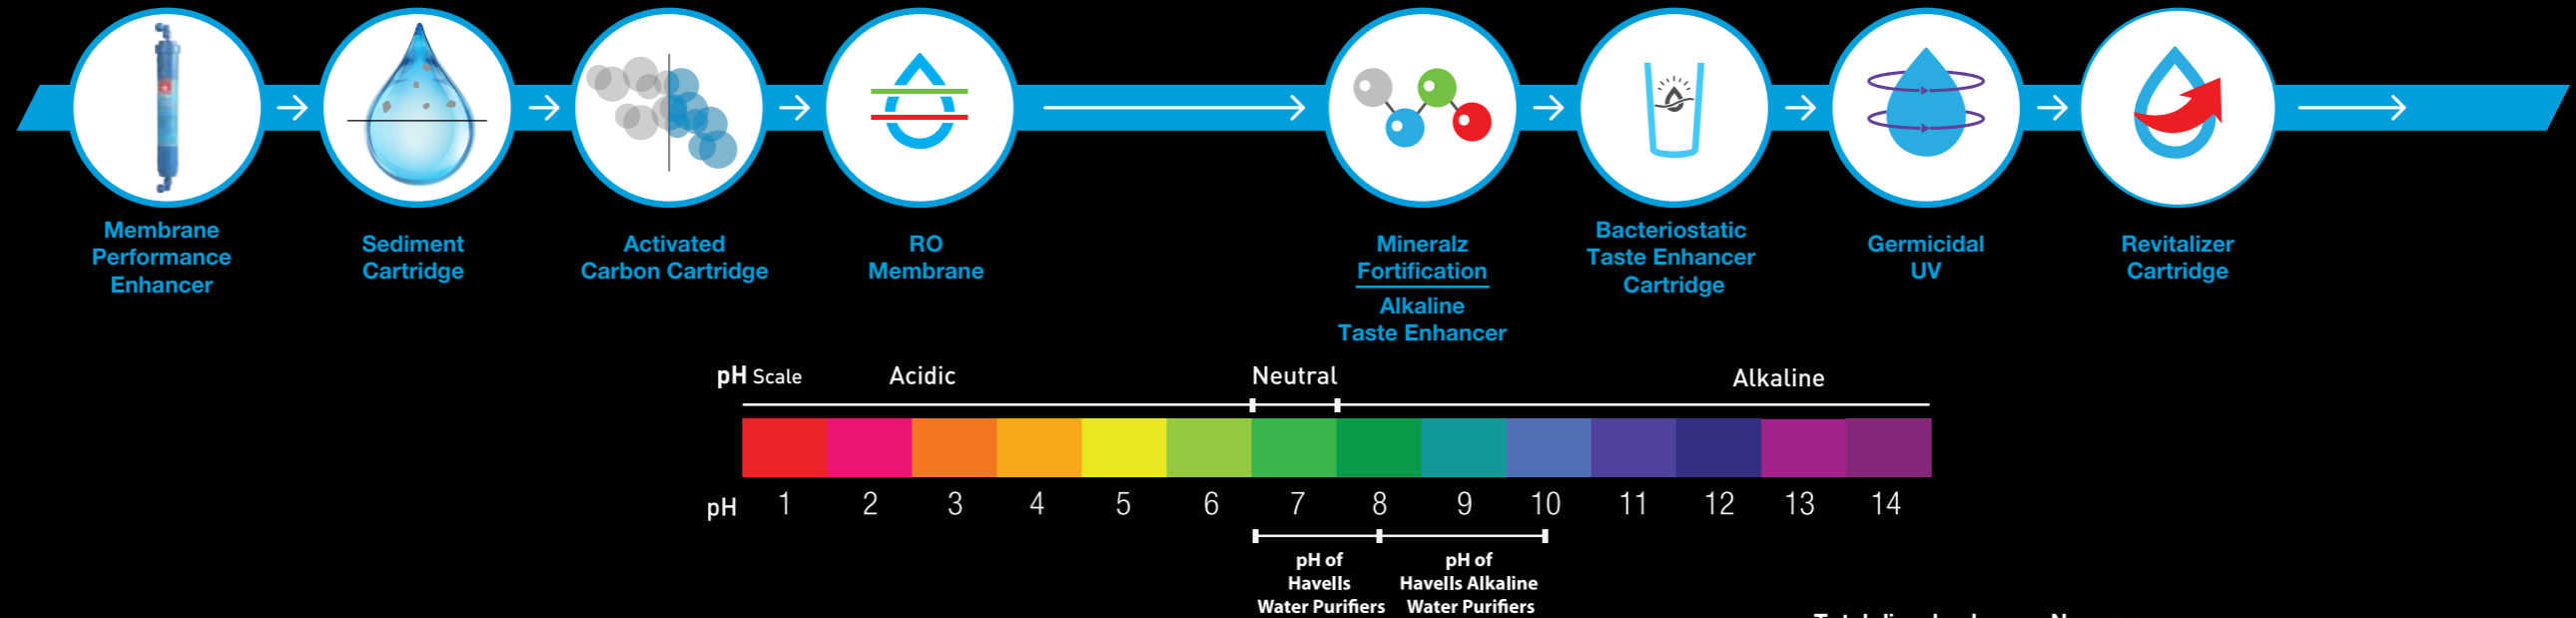 Membrane
Performance
Enhancer
Sediment
Cartridge
Activated
Carbon Cartridge
RO
Membrane
Mineralz
Fortification
Alkaline
Taste Enhancer
Bacteriostatic
Taste Enhancer
Cartridge
Germicidal
UV
Revitalizer
Cartridge
pH Scale Acidic Neutral Alkaline
pH 1 2 3 4 5 6 7 8 9 10 11 12 13 14
pH of
Havells
Water Purifiers
pH of
Havells Alkaline
Water Purifiers